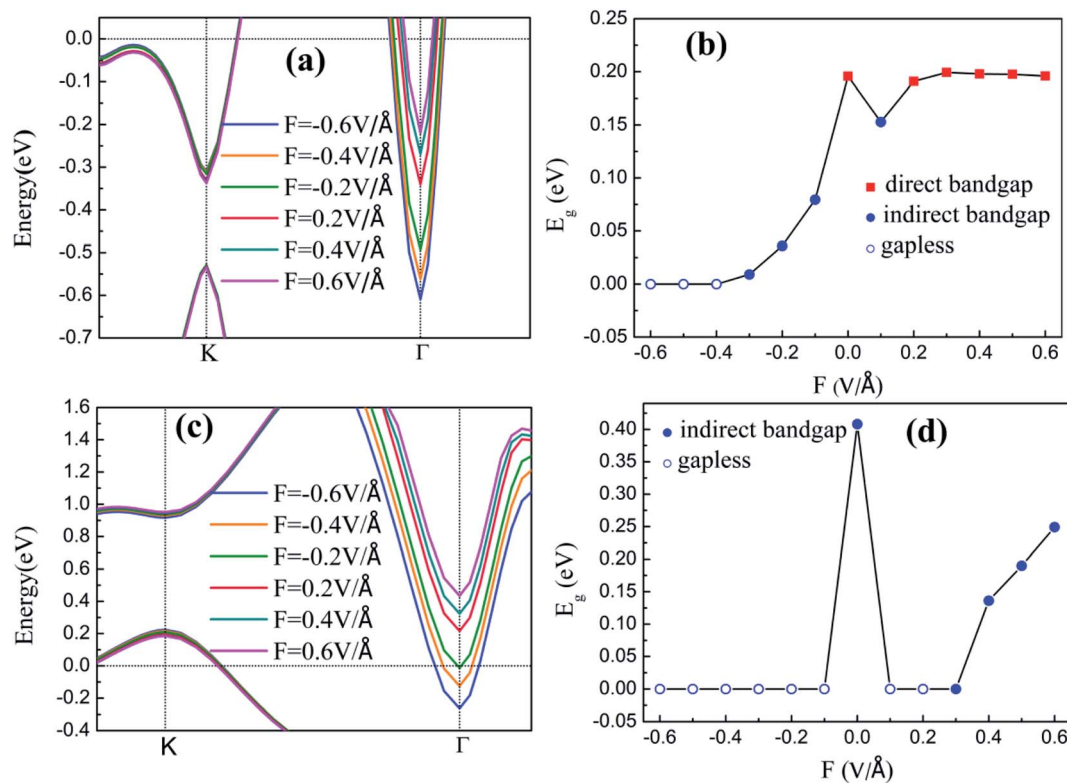 (a)
0.0
-0.1
-0.2
-0.3
-0.4
-0.5
-0.6
-0.7
Energy(eV)
F=-0.6V/Å
F=-0.4V/Å
F=-0.2V/Å
F=0.2V/Å
F=0.4V/Å
F=0.6V/Å
K Γ
(b)
0.25
0.20
0.15
0.10
0.05
0.00
-0.05
E_g (eV)
direct bandgap
indirect bandgap
gapless
-0.6 -0.4 -0.2 0.0 0.2 0.4 0.6
F (V/Å)
(c)
1.6
1.4
1.2
1.0
0.8
0.6
0.4
0.2
0.0
-0.2
-0.4
Energy(eV)
F=-0.6V/Å
F=-0.4V/Å
F=-0.2V/Å
F=0.2V/Å
F=0.4V/Å
F=0.6V/Å
K Γ
(d)
indirect bandgap
gapless
0.40
0.35
0.30
0.25
0.20
0.15
0.10
0.05
0.00
-0.05
E_g (eV)
-0.6 -0.4 -0.2 0.0 0.2 0.4 0.6
F (V/Å)